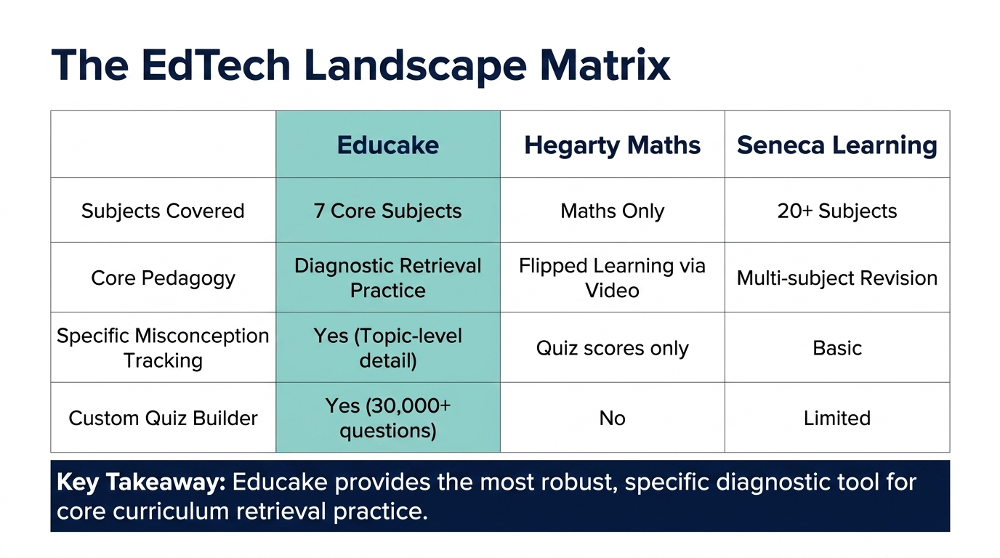 The EdTech Landscape Matrix
Educake
Hegarty Maths
Seneca Learning
Subjects Covered
7 Core Subjects
Maths Only
20+ Subjects
Core Pedagogy
Diagnostic Retrieval
Practice
Flipped Learning via
Video
Multi-subject Revision
Specific Misconception
Tracking
Yes (Topic-level
detail)
Quiz scores only
Basic
Custom Quiz Builder
Yes (30,000+
questions)
No
Limited
Key Takeaway: Educake provides the most robust, specific diagnostic tool for
core curriculum retrieval practice.